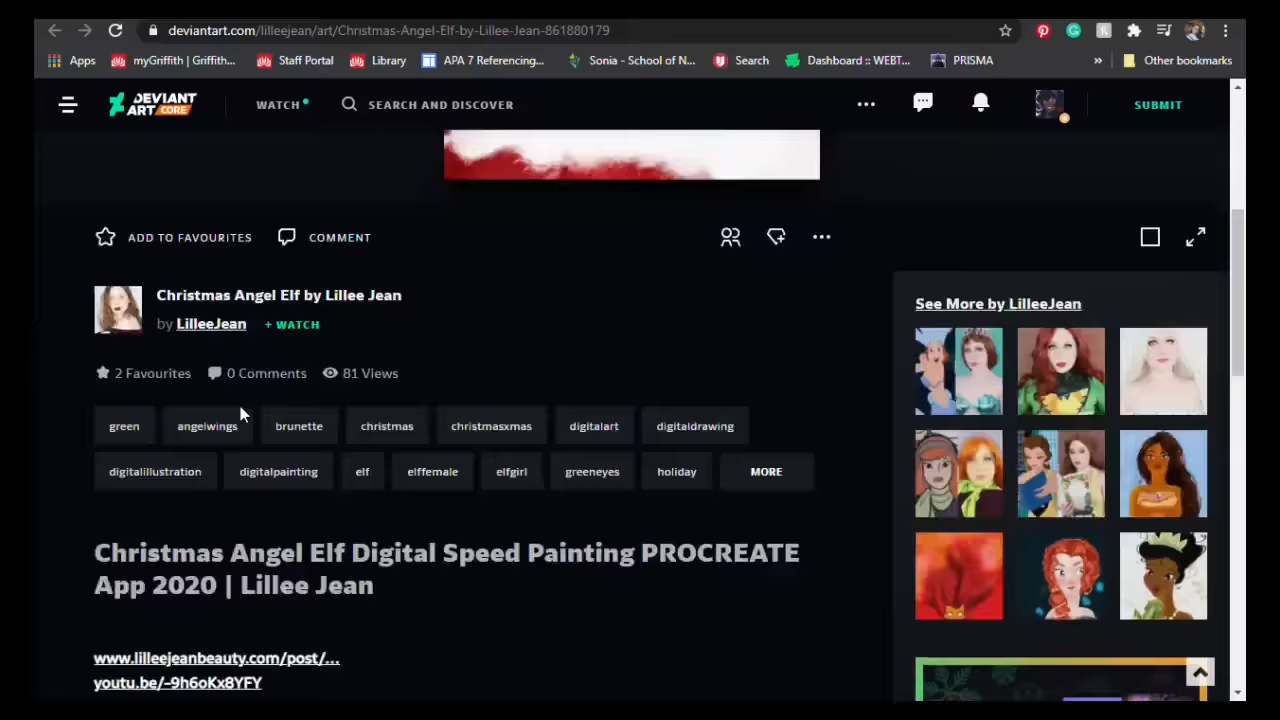 deviantart.com/lilleejean/art/Christmas-Angel-Elf-by-Lillee-Jean-861880179
Apps myGriffith | Griffith... Staff Portal Library APA 7 Referencing... Sonia - School of N... Search Dashboard :: WEBT... PRISMA » Other bookmarks
DEVIANT ART CORE WATCH SEARCH AND DISCOVER SUBMIT
ADD TO FAVOURITES COMMENT
Christmas Angel Elf by Lillee Jean
by LilleeJean + WATCH
2 Favourites 0 Comments 81 Views
green angelwings brunette christmas christmasxmas digitalart digitaldrawing
digitalillustration digitalpainting elf elffemale elfgirl greeneyes holiday MORE
Christmas Angel Elf Digital Speed Painting PROCREATE
App 2020 | Lillee Jean
www.lilleejeanbeauty.com/post/...
youtu.be/-9h6oKx8YFY
See More by LilleeJean